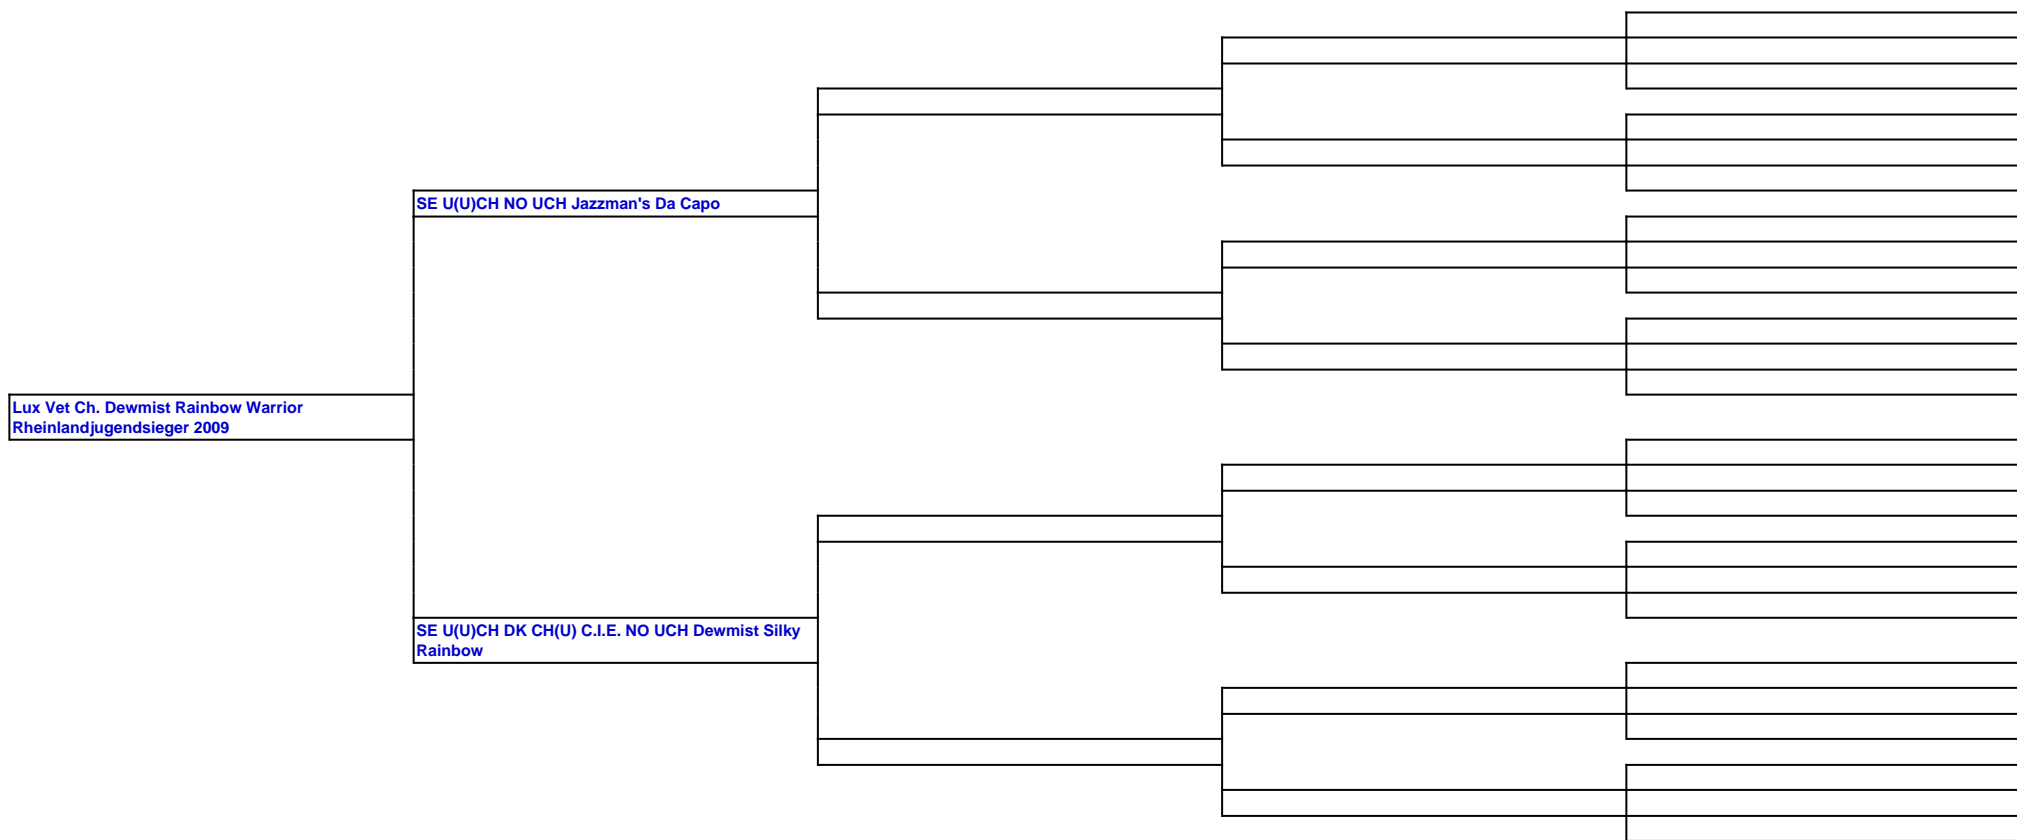 SE U(U)CH NO UCH Jazzman's Da Capo
Lux Vet Ch. Dewmist Rainbow Warrior
Rheinlandjugendsieger 2009
SE U(U)CH DK CH(U) C.I.E. NO UCH Dewmist Silky
Rainbow